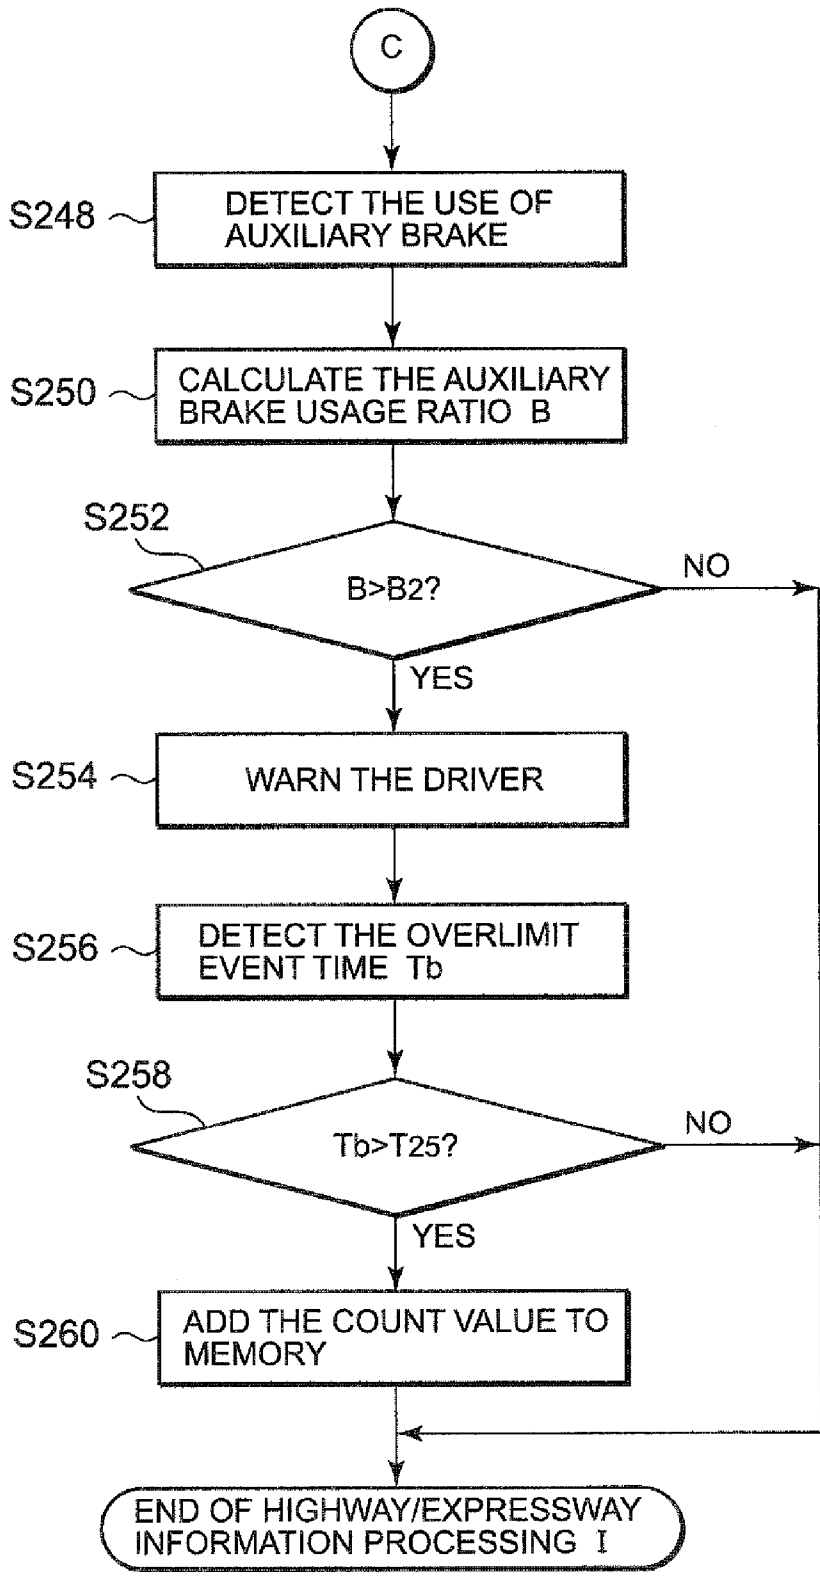 C
S248
DETECT THE USE OF
AUXILIARY BRAKE
S250
CALCULATE THE AUXILIARY
BRAKE USAGE RATIO B
S252
B>B2?
NO
YES
S254
WARN THE DRIVER
S256
DETECT THE OVERLIMIT
EVENT TIME Tb
S258
Tb>T25?
NO
YES
S260
ADD THE COUNT VALUE TO
MEMORY
END OF HIGHWAY/EXPRESSWAY
INFORMATION PROCESSING I